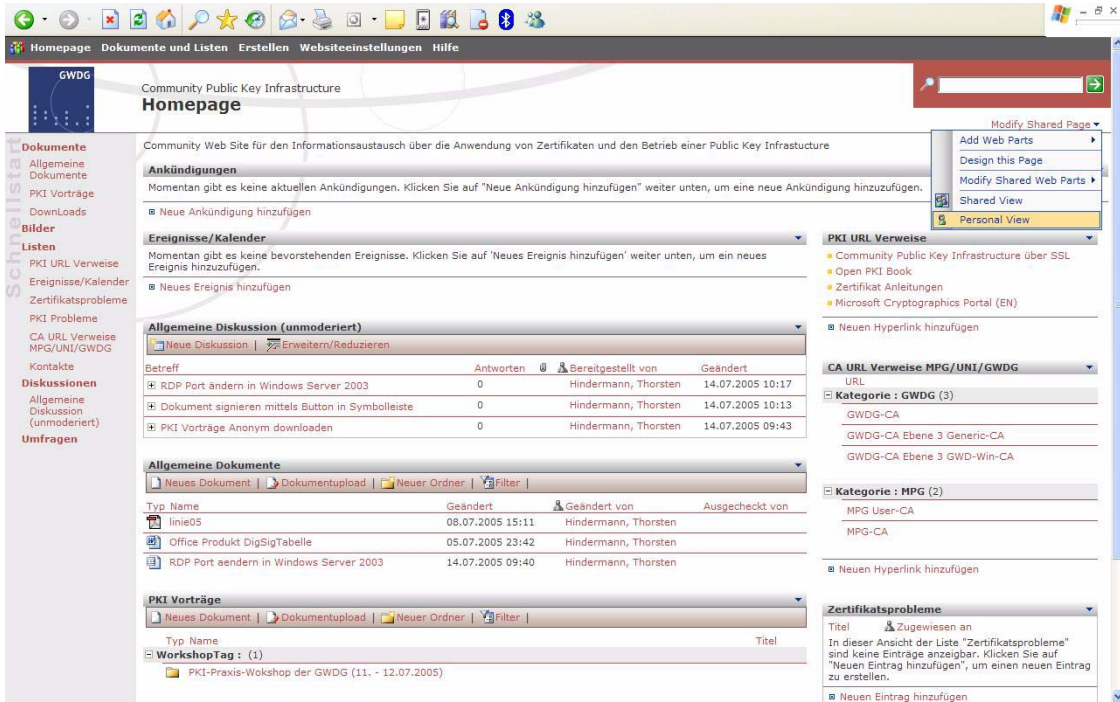 Homepage Dokumente und Listen Erstellen Websiteeinstellungen Hilfe
GWDG
Community Public Key Infrastructure
Homepage
Modify Shared Page
Add Web Parts
Design this Page
Modify Shared Web Parts
Shared View
Personal View
Schnellstart
Dokumente
Allgemeine
Dokumente
PKI Vorträge
DownLoads
Bilder
Listen
PKI URL Verweise
Ereignisse/Kalender
Zertifikatsprobleme
PKI Probleme
CA URL Verweise
MPG/UNI/GWDG
Kontakte
Diskussionen
Allgemeine
Diskussion
(unmoderiert)
Umfragen
Community Web Site für den Informationsaustausch über die Anwendung von Zertifikaten und den Betrieb einer Public Key Infrastucture
Ankündigungen
Momentan gibt es keine aktuellen Ankündigungen. Klicken Sie auf "Neue Ankündigung hinzufügen" weiter unten, um eine neue Ankündigung hinzuzufügen.
Neue Ankündigung hinzufügen
Ereignisse/Kalender
Momentan gibt es keine bevorstehenden Ereignisse. Klicken Sie auf 'Neues Ereignis hinzufügen' weiter unten, um ein neues
Ereignis hinzuzufügen.
Neues Ereignis hinzufügen
Allgemeine Diskussion (unmoderiert)
Neue Diskussion | Erweitern/Reduzieren
Betreff Antworten Bereitgestellt von Geändert
RDP Port ändern in Windows Server 2003 0 Hindermann, Thorsten 14.07.2005 10:17
Dokument signieren mittels Button in Symbolleiste 0 Hindermann, Thorsten 14.07.2005 10:13
PKI Vorträge Anonym downloaden 0 Hindermann, Thorsten 14.07.2005 09:43
Allgemeine Dokumente
Neues Dokument | Dokumentupload | Neuer Ordner | Filter |
Typ Name Geändert Geändert von Ausgecheckt von
linie05 08.07.2005 15:11 Hindermann, Thorsten
Office Produkt DigSigTabelle 05.07.2005 23:42 Hindermann, Thorsten
RDP Port aendern in Windows Server 2003 14.07.2005 09:40 Hindermann, Thorsten
PKI Vorträge
Neues Dokument | Dokumentupload | Neuer Ordner | Filter |
Typ Name Titel
WorkshopTag : (1)
PKI-Praxis-Wokshop der GWDG (11. - 12.07.2005)
PKI URL Verweise
Community Public Key Infrastructure über SSL
Open PKI Book
Zertifikat Anleitungen
Microsoft Cryptographics Portal (EN)
Neuen Hyperlink hinzufügen
CA URL Verweise MPG/UNI/GWDG
URL
Kategorie : GWDG (3)
GWDG-CA
GWDG-CA Ebene 3 Generic-CA
GWDG-CA Ebene 3 GWD-Win-CA
Kategorie : MPG (2)
MPG User-CA
MPG-CA
Neuen Hyperlink hinzufügen
Zertifikatsprobleme
Titel Zugewiesen an
In dieser Ansicht der Liste "Zertifikatsprobleme"
sind keine Einträge anzeigbar. Klicken Sie auf
"Neuen Eintrag hinzufügen", um einen neuen Eintrag
zu erstellen.
Neuen Eintrag hinzufügen